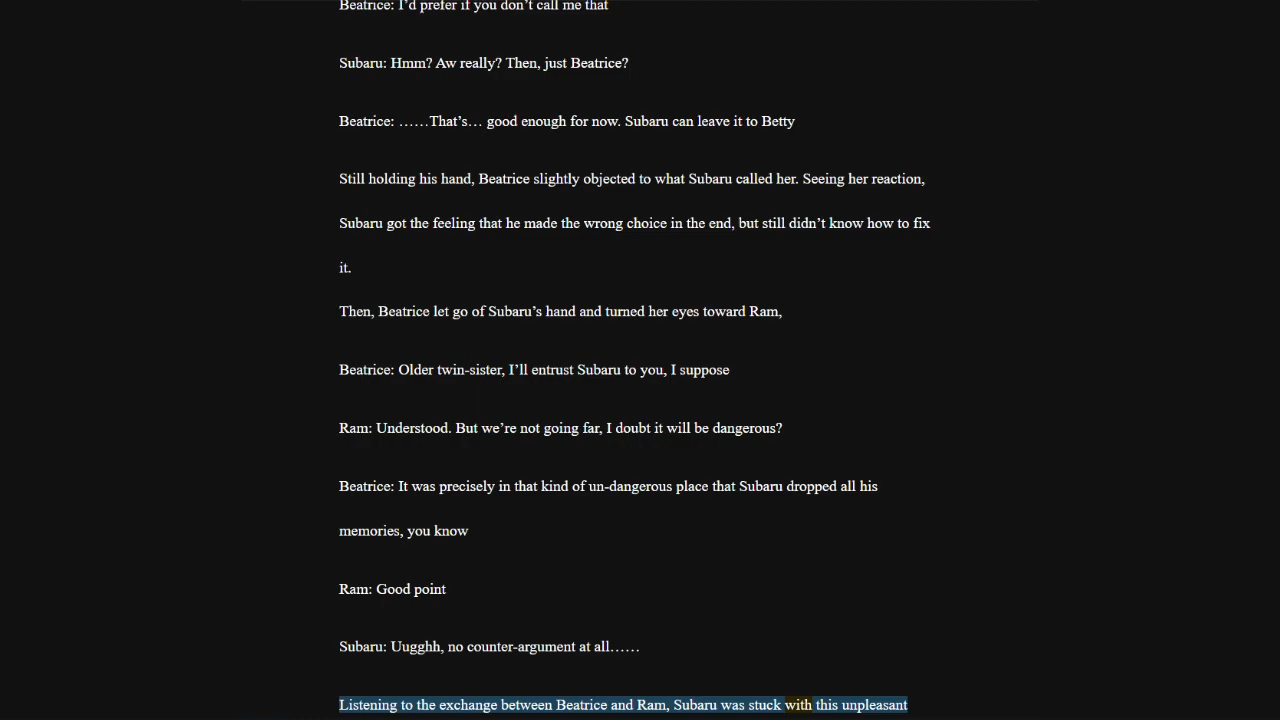 Beatrice: I’d prefer if you don’t call me that
Subaru: Hmm? Aw really? Then, just Beatrice?
Beatrice: ……That’s… good enough for now. Subaru can leave it to Betty
Still holding his hand, Beatrice slightly objected to what Subaru called her. Seeing her reaction,
Subaru got the feeling that he made the wrong choice in the end, but still didn’t know how to fix
it.
Then, Beatrice let go of Subaru’s hand and turned her eyes toward Ram,
Beatrice: Older twin-sister, I’ll entrust Subaru to you, I suppose
Ram: Understood. But we’re not going far, I doubt it will be dangerous?
Beatrice: It was precisely in that kind of un-dangerous place that Subaru dropped all his
memories, you know
Ram: Good point
Subaru: Uugghh, no counter-argument at all……
Listening to the exchange between Beatrice and Ram, Subaru was stuck with this unpleasant